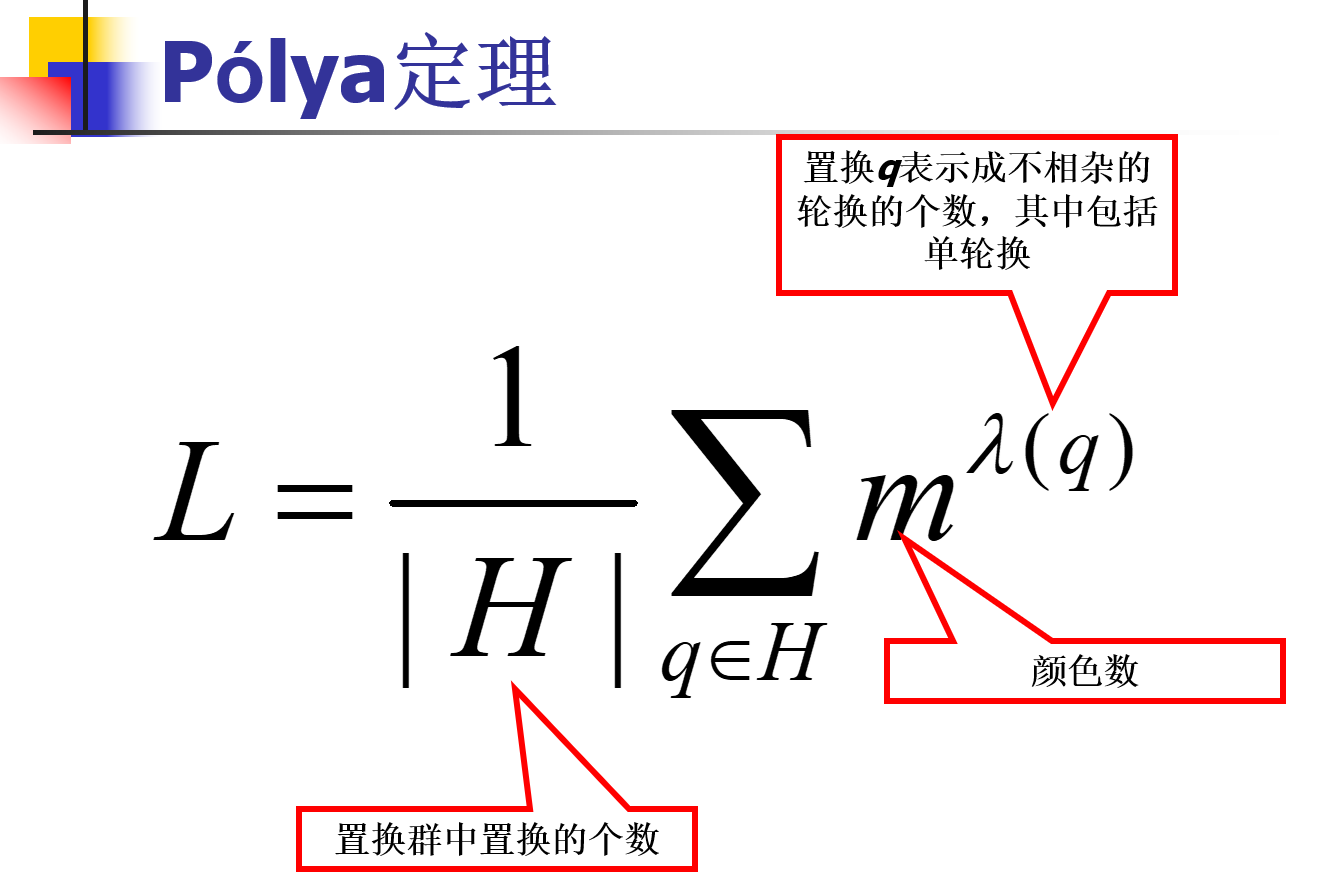 Pólya定理
置换q表示成不相杂的
轮换的个数，其中包括
单轮换
L = \frac{1}{|H|} \sum_{q∈H} m^{λ(q)}
颜色数
置换群中置换的个数